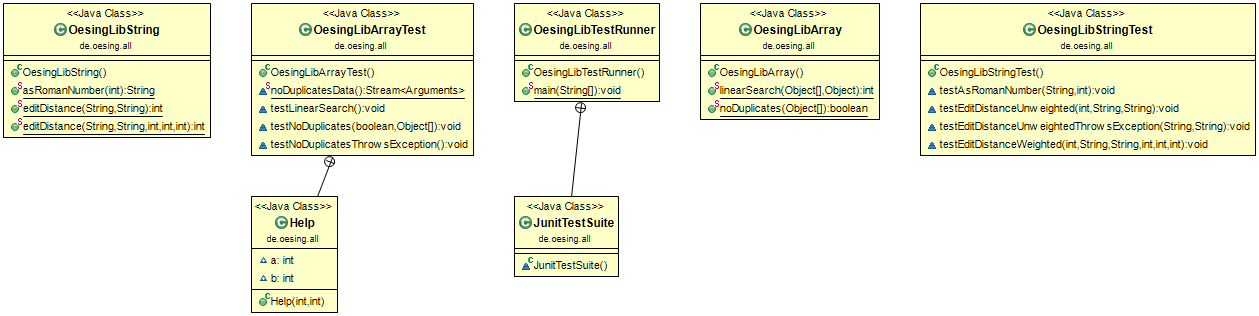 <<Java Class>>
OesingLibString
de.oesing.all
OesingLibString()
asRomanNumber(int):String
editDistance(String,String):int
editDistance(String,String,int,int,int):int
<<Java Class>>
OesingLibArrayTest
de.oesing.all
OesingLibArrayTest()
noDuplicatesData():Stream<Arguments>
testLinearSearch():void
testNoDuplicates(boolean,Object[]):void
testNoDuplicatesThrowsException():void
<<Java Class>>
OesingLibTestRunner
de.oesing.all
OesingLibTestRunner()
main(String[]):void
<<Java Class>>
OesingLibArray
de.oesing.all
OesingLibArray()
linearSearch(Object[],Object):int
noDuplicates(Object[]):boolean
<<Java Class>>
OesingLibStringTest
de.oesing.all
OesingLibStringTest()
testAsRomanNumber(String,int):void
testEditDistanceUnweighted(int,String,String):void
testEditDistanceUnweightedThrowsException(String,String):void
testEditDistanceWeighted(int,String,String,int,int,int):void
<<Java Class>>
Help
de.oesing.all
a: int
b: int
Help(int,int)
<<Java Class>>
JunitTestSuite
de.oesing.all
JunitTestSuite()